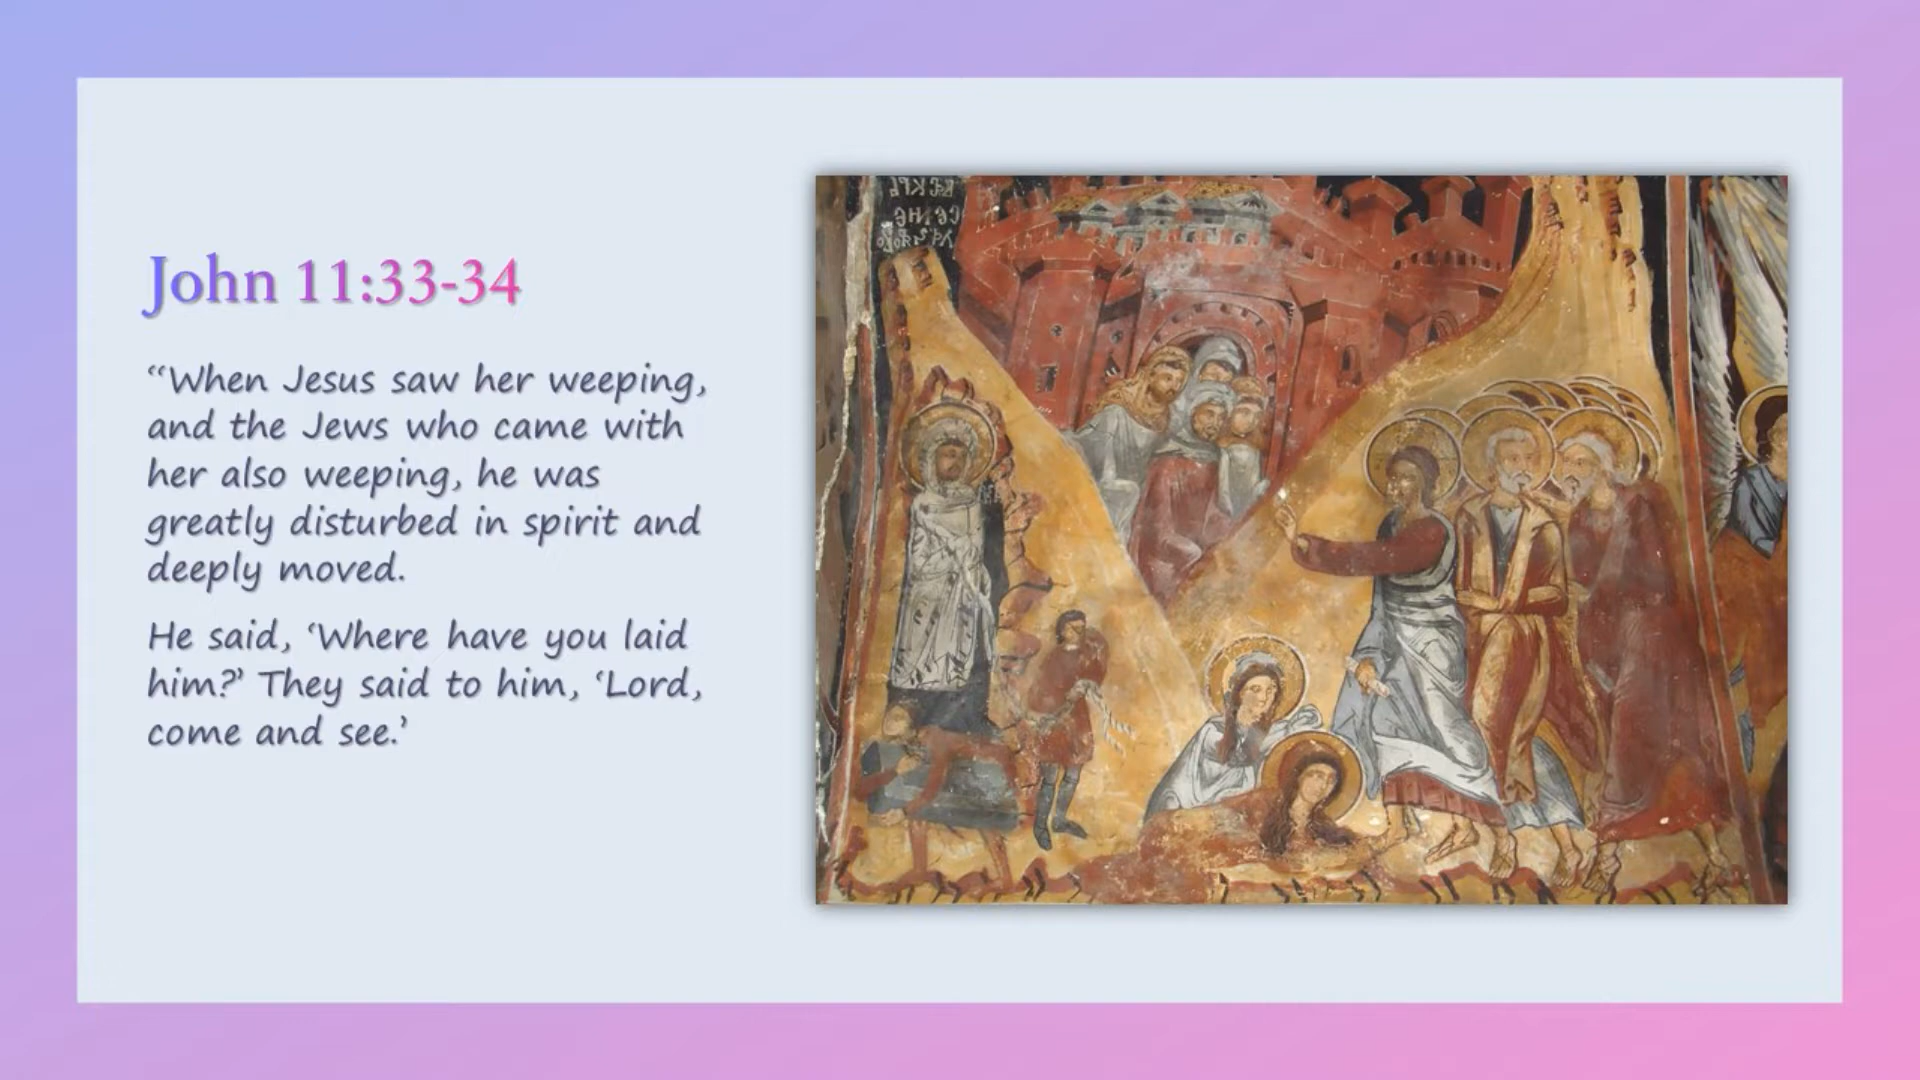 John 11:33-34
“When Jesus saw her weeping,
and the Jews who came with
her also weeping, he was
greatly disturbed in spirit and
deeply moved.
He said, ‘Where have you laid
him?’ They said to him, ‘Lord,
come and see.’